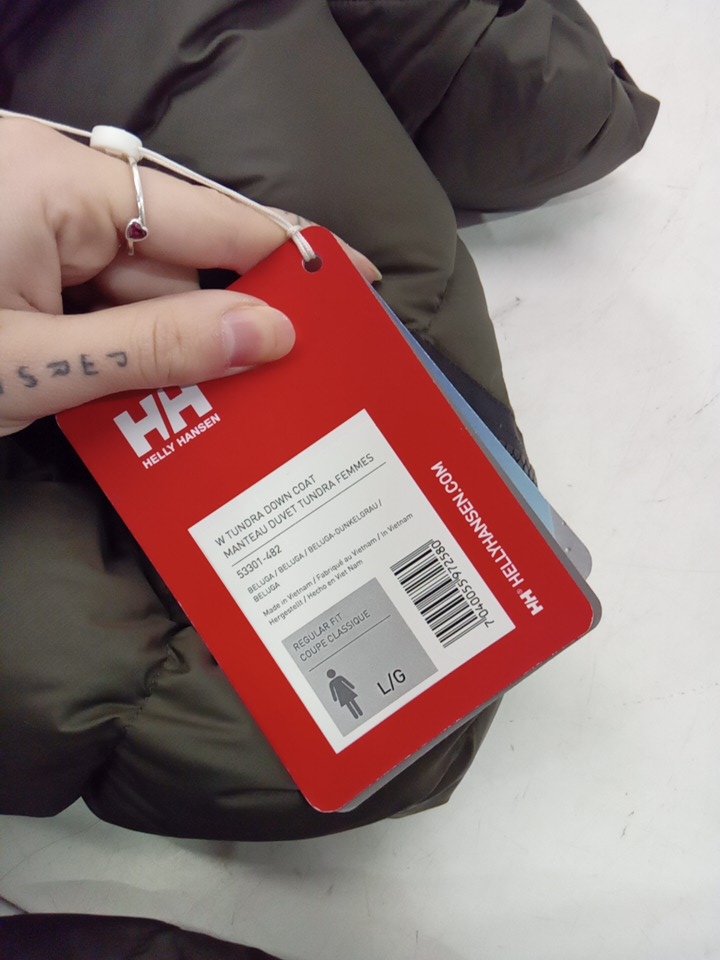 HH
HELLY HANSEN
W TUNDRA DOWN COAT
MANTEAU DUVET TUNDRA FEMMES
53301-482
BELUGA / BELUGA / BELUGA-DUNKELGRAU /
BELUGA
Made in Vietnam / Fabriqué au Vietnam / In Vietnam
Hergestellt / Hecho en Viet Nam
REGULAR FIT
COUPE CLASSIQUE
L/G
7040055972580
HH® HELLYHANSEN.COM